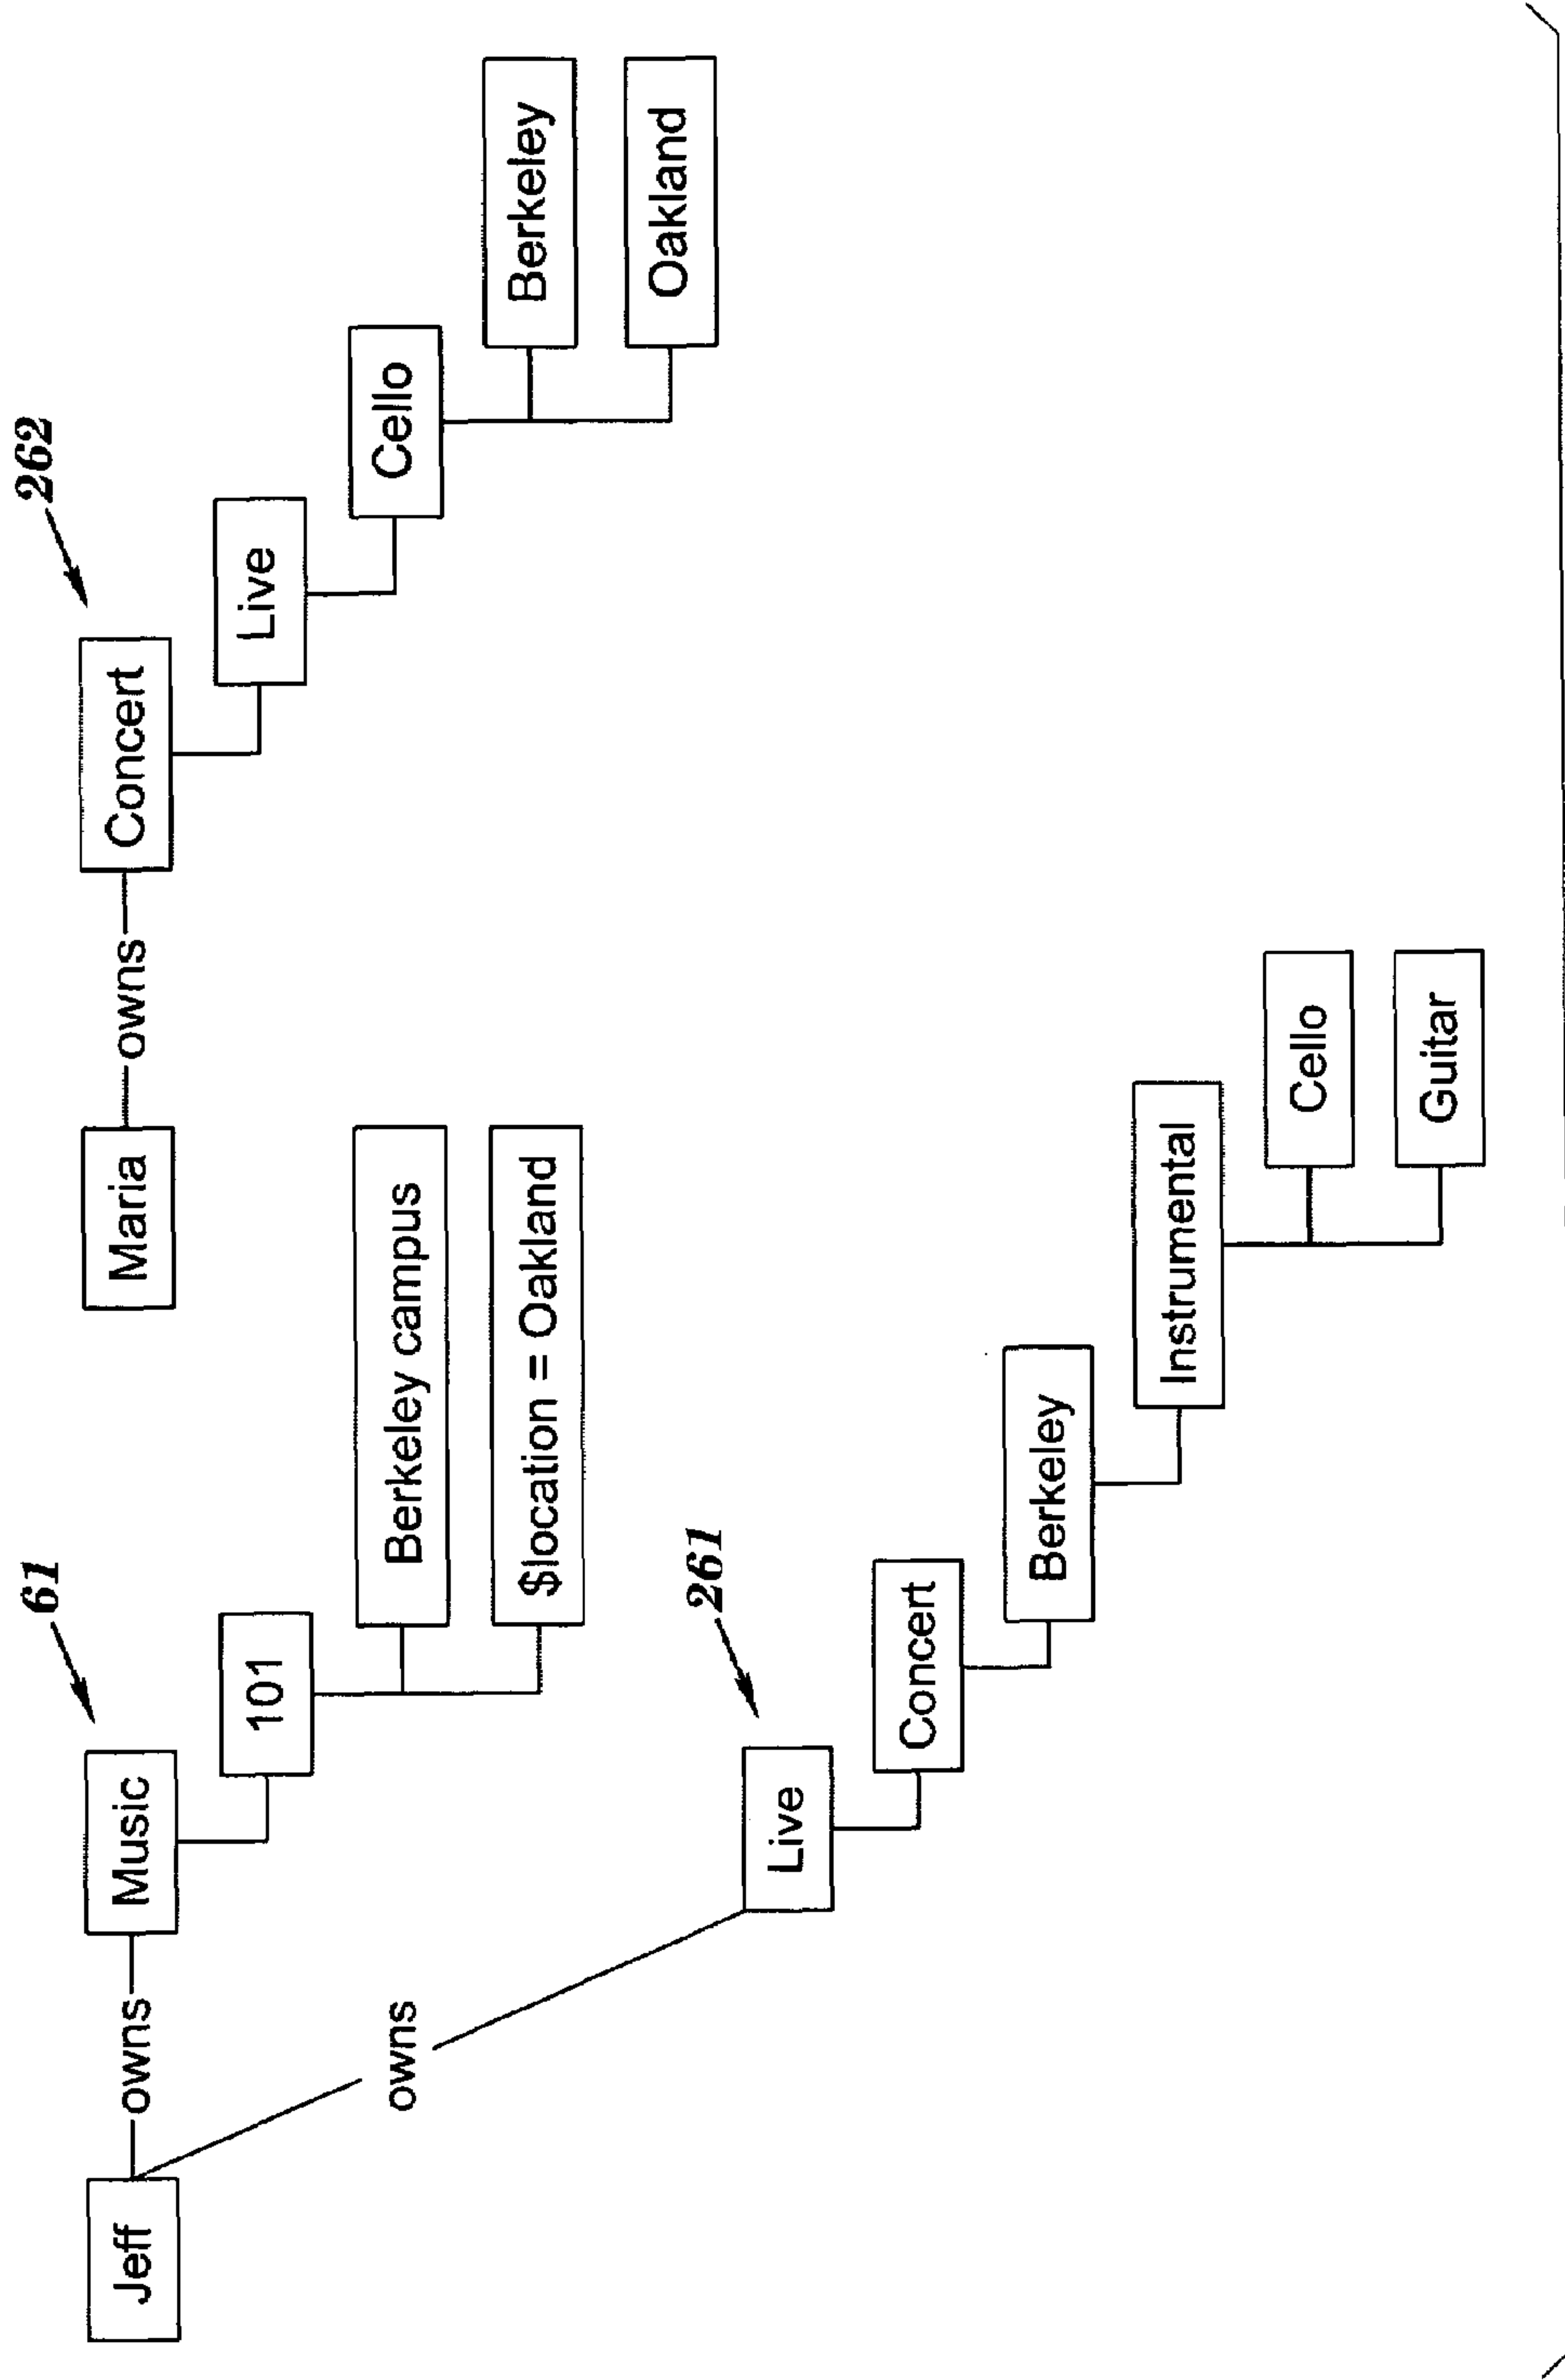 61
262
Jeff
owns
Music
Maria
owns
Concert
101
Live
Berkeley campus
Cello
$location = Oakland
Berkeley
Oakland
owns
261
Live
Concert
Berkeley
Instrumental
Cello
Guitar